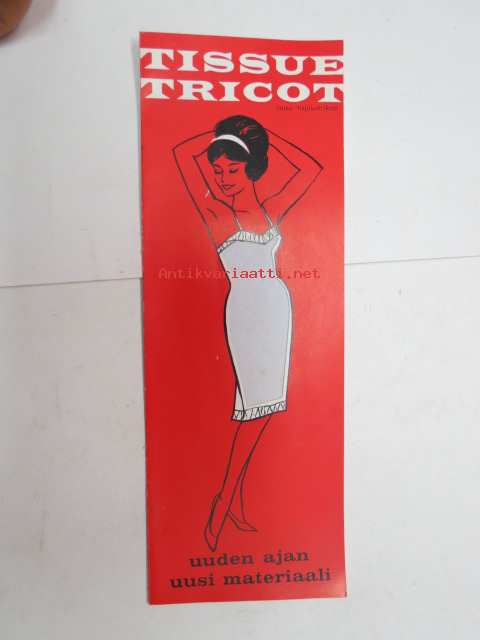 TISSUE
TRICOT
Antikvariaatti.net
uuden ajan
uusi materiaali